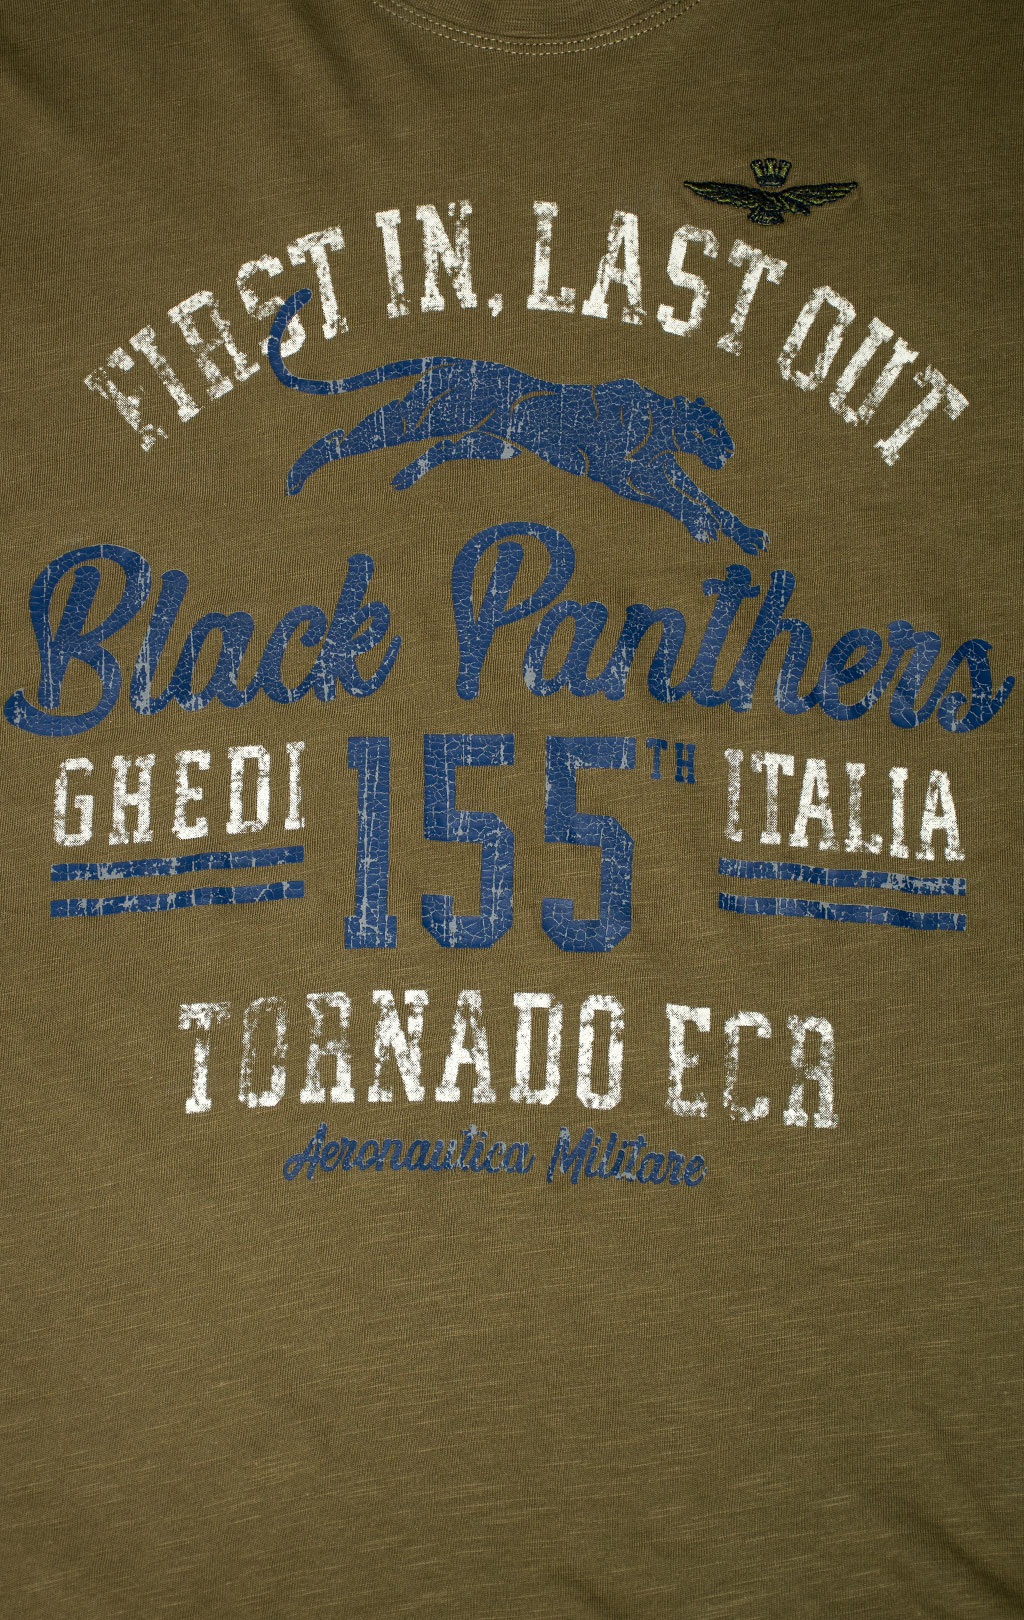 FIRST IN, LAST OUT
Black Panthers
GHEDI 155TH ITALIA
TORNADO ECR
Aeronautica Militare